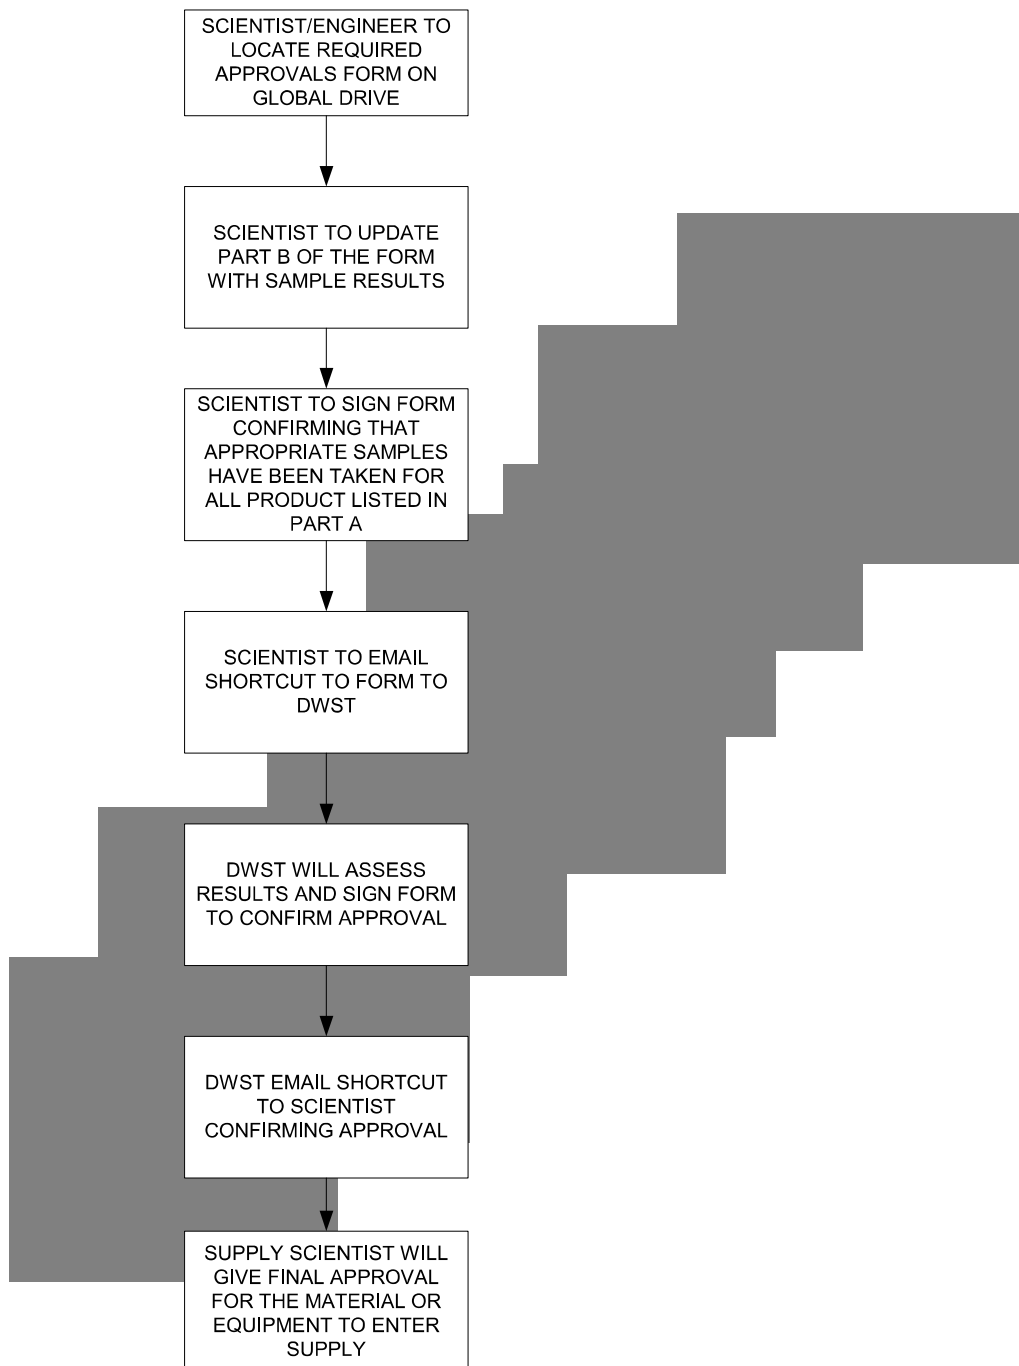 SCIENTIST/ENGINEER TO
LOCATE REQUIRED
APPROVALS FORM ON
GLOBAL DRIVE
SCIENTIST TO UPDATE
PART B OF THE FORM
WITH SAMPLE RESULTS
SCIENTIST TO SIGN FORM
CONFIRMING THAT
APPROPRIATE SAMPLES
HAVE BEEN TAKEN FOR
ALL PRODUCT LISTED IN
PART A
SCIENTIST TO EMAIL
SHORTCUT TO FORM TO
DWST
DWST WILL ASSESS
RESULTS AND SIGN FORM
TO CONFIRM APPROVAL
DWST EMAIL SHORTCUT
TO SCIENTIST
CONFIRMING APPROVAL
SUPPLY SCIENTIST WILL
GIVE FINAL APPROVAL
FOR THE MATERIAL OR
EQUIPMENT TO ENTER
SUPPLY